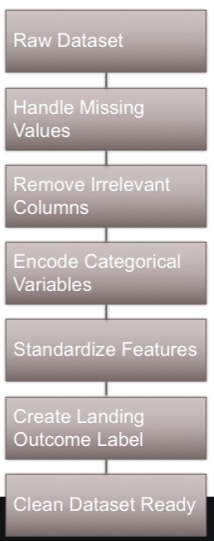 Raw Dataset
Handle Missing
Values
Remove Irrelevant
Columns
Encode Categorical
Variables
Standardize Features
Create Landing
Outcome Label
Clean Dataset Ready